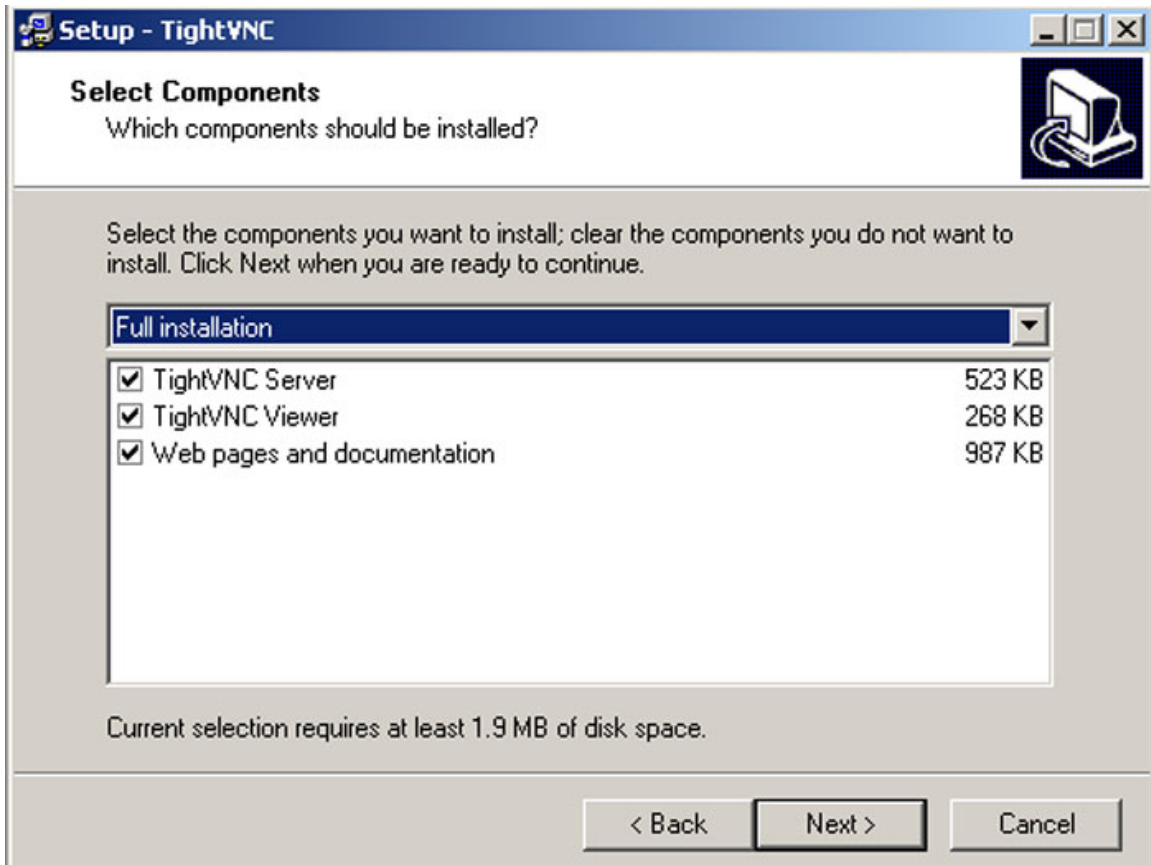 Setup - TightVNC
Select Components
Which components should be installed?
Select the components you want to install; clear the components you do not want to
install. Click Next when you are ready to continue.
Full installation
TightVNC Server 523 KB
TightVNC Viewer 268 KB
Web pages and documentation 987 KB
Current selection requires at least 1.9 MB of disk space.
< Back Next > Cancel